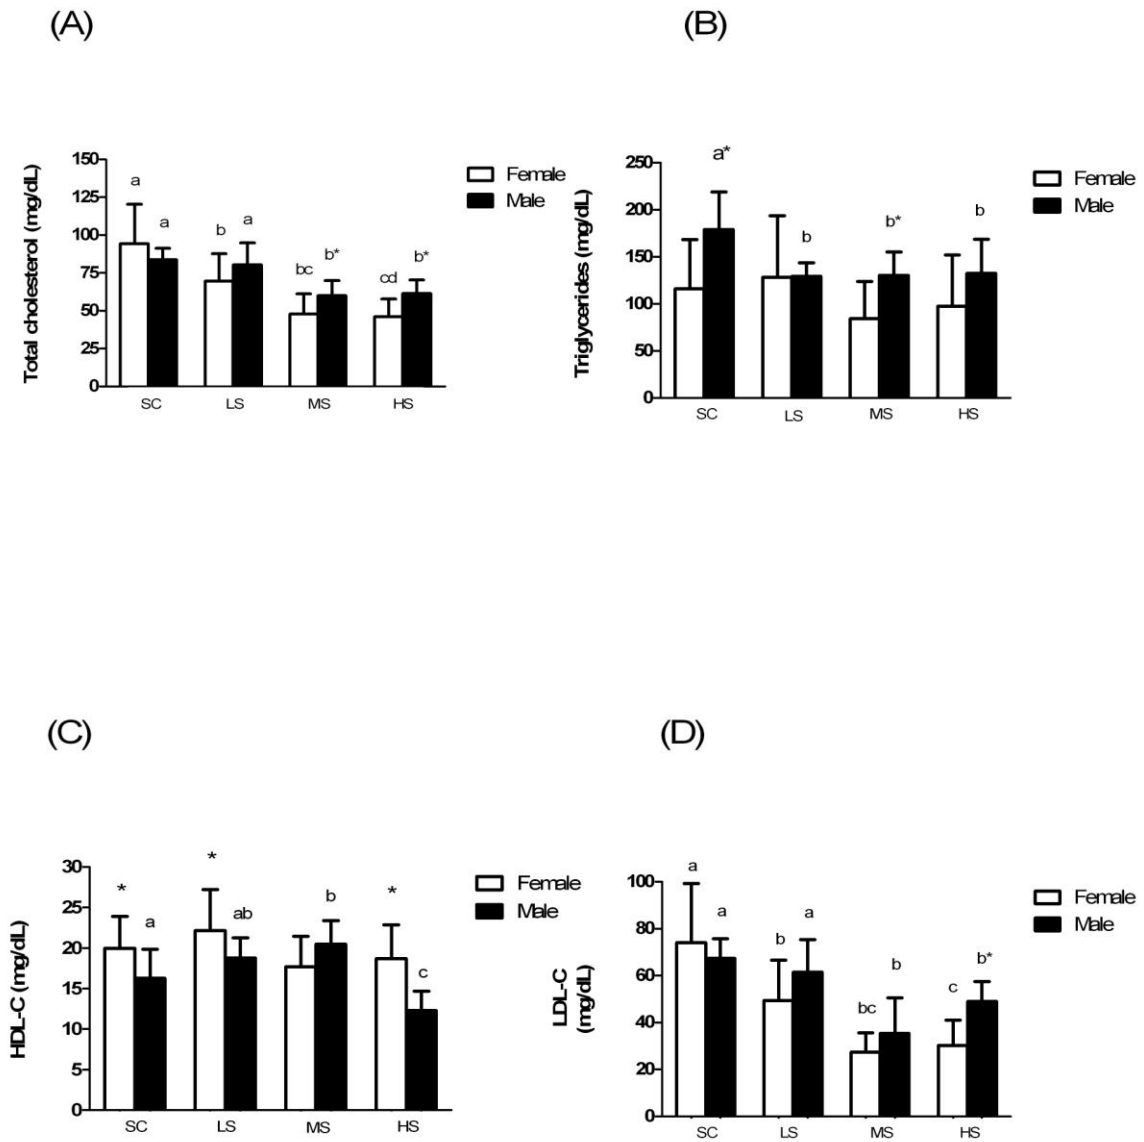 (A)
Total cholesterol (mg/dL)
150
125
100
75
50
25
0
a
a
b
a
bc
b*
cd
b*
SC
LS
MS
HS
Female
Male
(B)
Triglycerides (mg/dL)
250
200
150
100
50
0
a*
b
b*
b
SC
LS
MS
HS
Female
Male
(C)
HDL-C (mg/dL)
30
25
20
15
10
5
0
*
a
*
ab
b
*
c
SC
LS
MS
HS
Female
Male
(D)
LDL-C
(mg/dL)
100
80
60
40
20
0
a
a
b
a
bc
b
c
b*
SC
LS
MS
HS
Female
Male